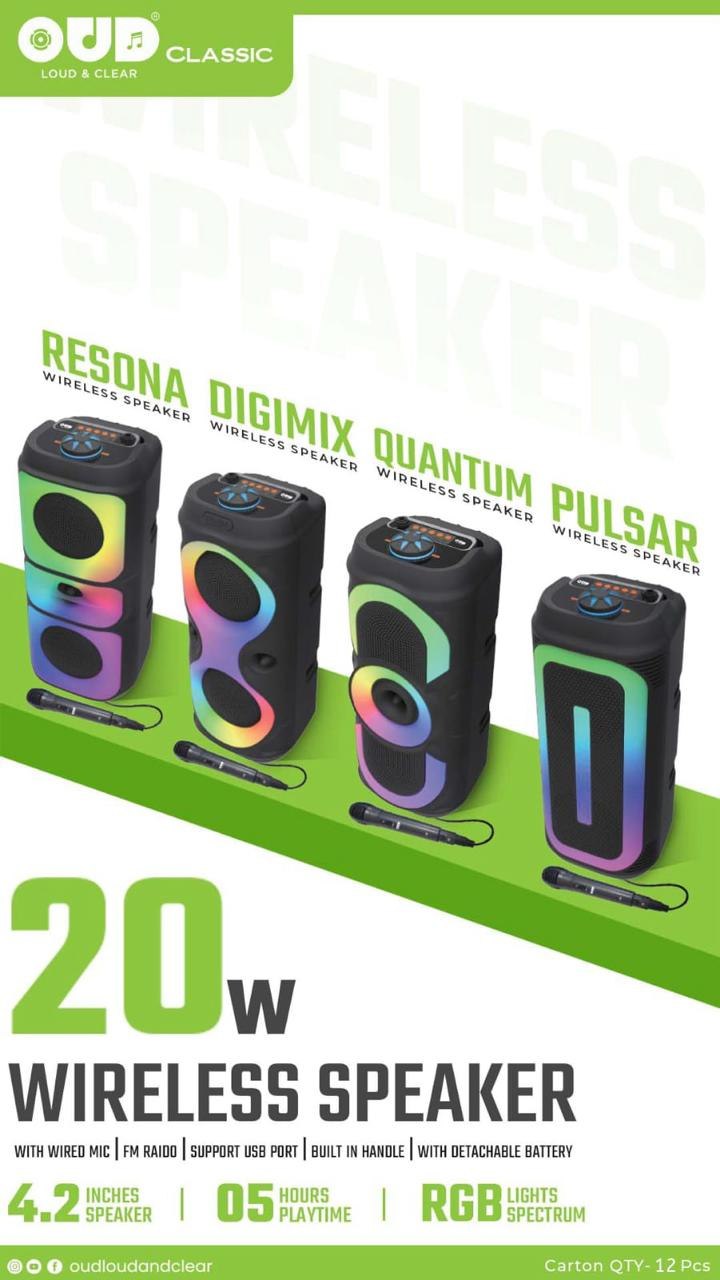 OUD® CLASSIC
LOUD & CLEAR
WIRELESS
SPEAKER
RESONA
WIRELESS SPEAKER
DIGIMIX
WIRELESS SPEAKER
QUANTUM
WIRELESS SPEAKER
PULSAR
WIRELESS SPEAKER
20W
WIRELESS SPEAKER
WITH WIRED MIC | FM RAIDO | SUPPORT USB PORT | BUILT IN HANDLE | WITH DETACHABLE BATTERY
4.2 INCHES SPEAKER | 05 HOURS PLAYTIME | RGB LIGHTS SPECTRUM
oudloudandclear
Carton QTY- 12 Pcs